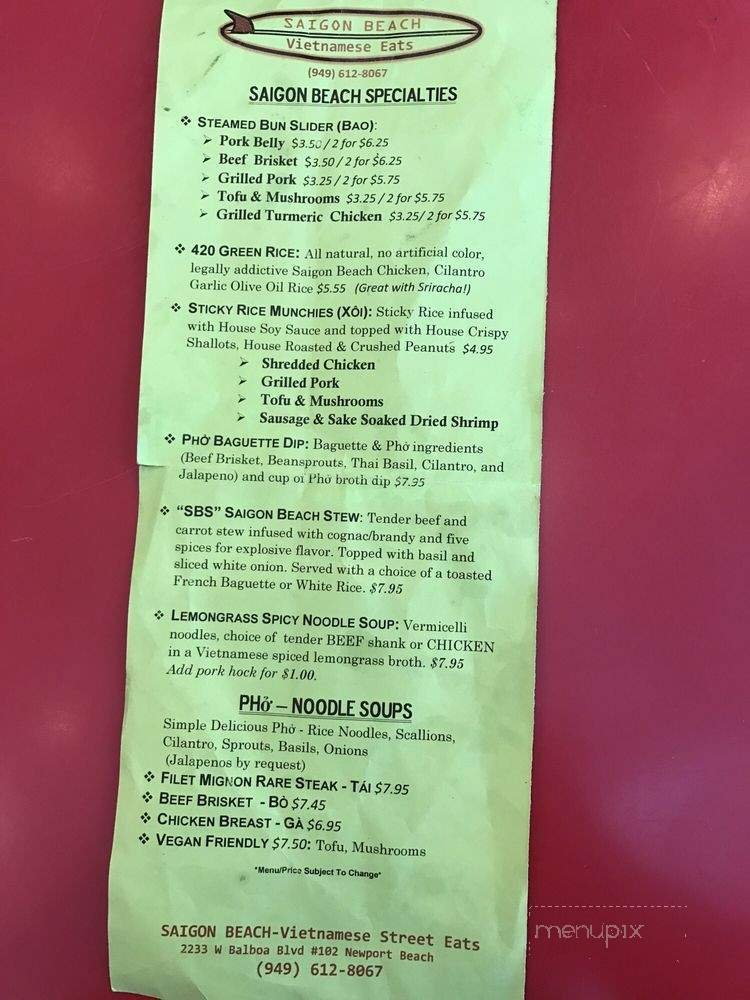 SAIGON BEACH
Vietnamese Eats
(949) 612-8067
SAIGON BEACH SPECIALTIES
❖ STEAMED BUN SLIDER (BAO):
➢ Pork Belly $3.50 / 2 for $6.25
➢ Beef Brisket $3.50 / 2 for $6.25
➢ Grilled Pork $3.25 / 2 for $5.75
➢ Tofu & Mushrooms $3.25 / 2 for $5.75
➢ Grilled Turmeric Chicken $3.25/ 2 for $5.75
❖ 420 GREEN RICE: All natural, no artificial color,
legally addictive Saigon Beach Chicken, Cilantro
Garlic Olive Oil Rice $5.55 (Great with Sriracha!)
❖ STICKY RICE MUNCHIES (XÔI): Sticky Rice infused
with House Soy Sauce and topped with House Crispy
Shallots, House Roasted & Crushed Peanuts $4.95
➢ Shredded Chicken
➢ Grilled Pork
➢ Tofu & Mushrooms
➢ Sausage & Sake Soaked Dried Shrimp
❖ PHỞ BAGUETTE DIP: Baguette & Phở ingredients
(Beef Brisket, Beansprouts, Thai Basil, Cilantro, and
Jalapeno) and cup of Phở broth dip $7.95
❖ “SBS” SAIGON BEACH STEW: Tender beef and
carrot stew infused with cognac/brandy and five
spices for explosive flavor. Topped with basil and
sliced white onion. Served with a choice of a toasted
French Baguette or White Rice. $7.95
❖ LEMONGRASS SPICY NOODLE SOUP: Vermicelli
noodles, choice of tender BEEF shank or CHICKEN
in a Vietnamese spiced lemongrass broth. $7.95
Add pork hock for $1.00.
PHở – NOODLE SOUPS
Simple Delicious Phở - Rice Noodles, Scallions,
Cilantro, Sprouts, Basils, Onions
(Jalapenos by request)
❖ FILET MIGNON RARE STEAK - TÁI $7.95
❖ BEEF BRISKET - BÒ $7.45
❖ CHICKEN BREAST - GÀ $6.95
❖ VEGAN FRIENDLY $7.50: Tofu, Mushrooms
*Menu/Price Subject To Change*
SAIGON BEACH-Vietnamese Street Eats
2233 W Balboa Blvd #102 Newport Beach
(949) 612-8067
menupix